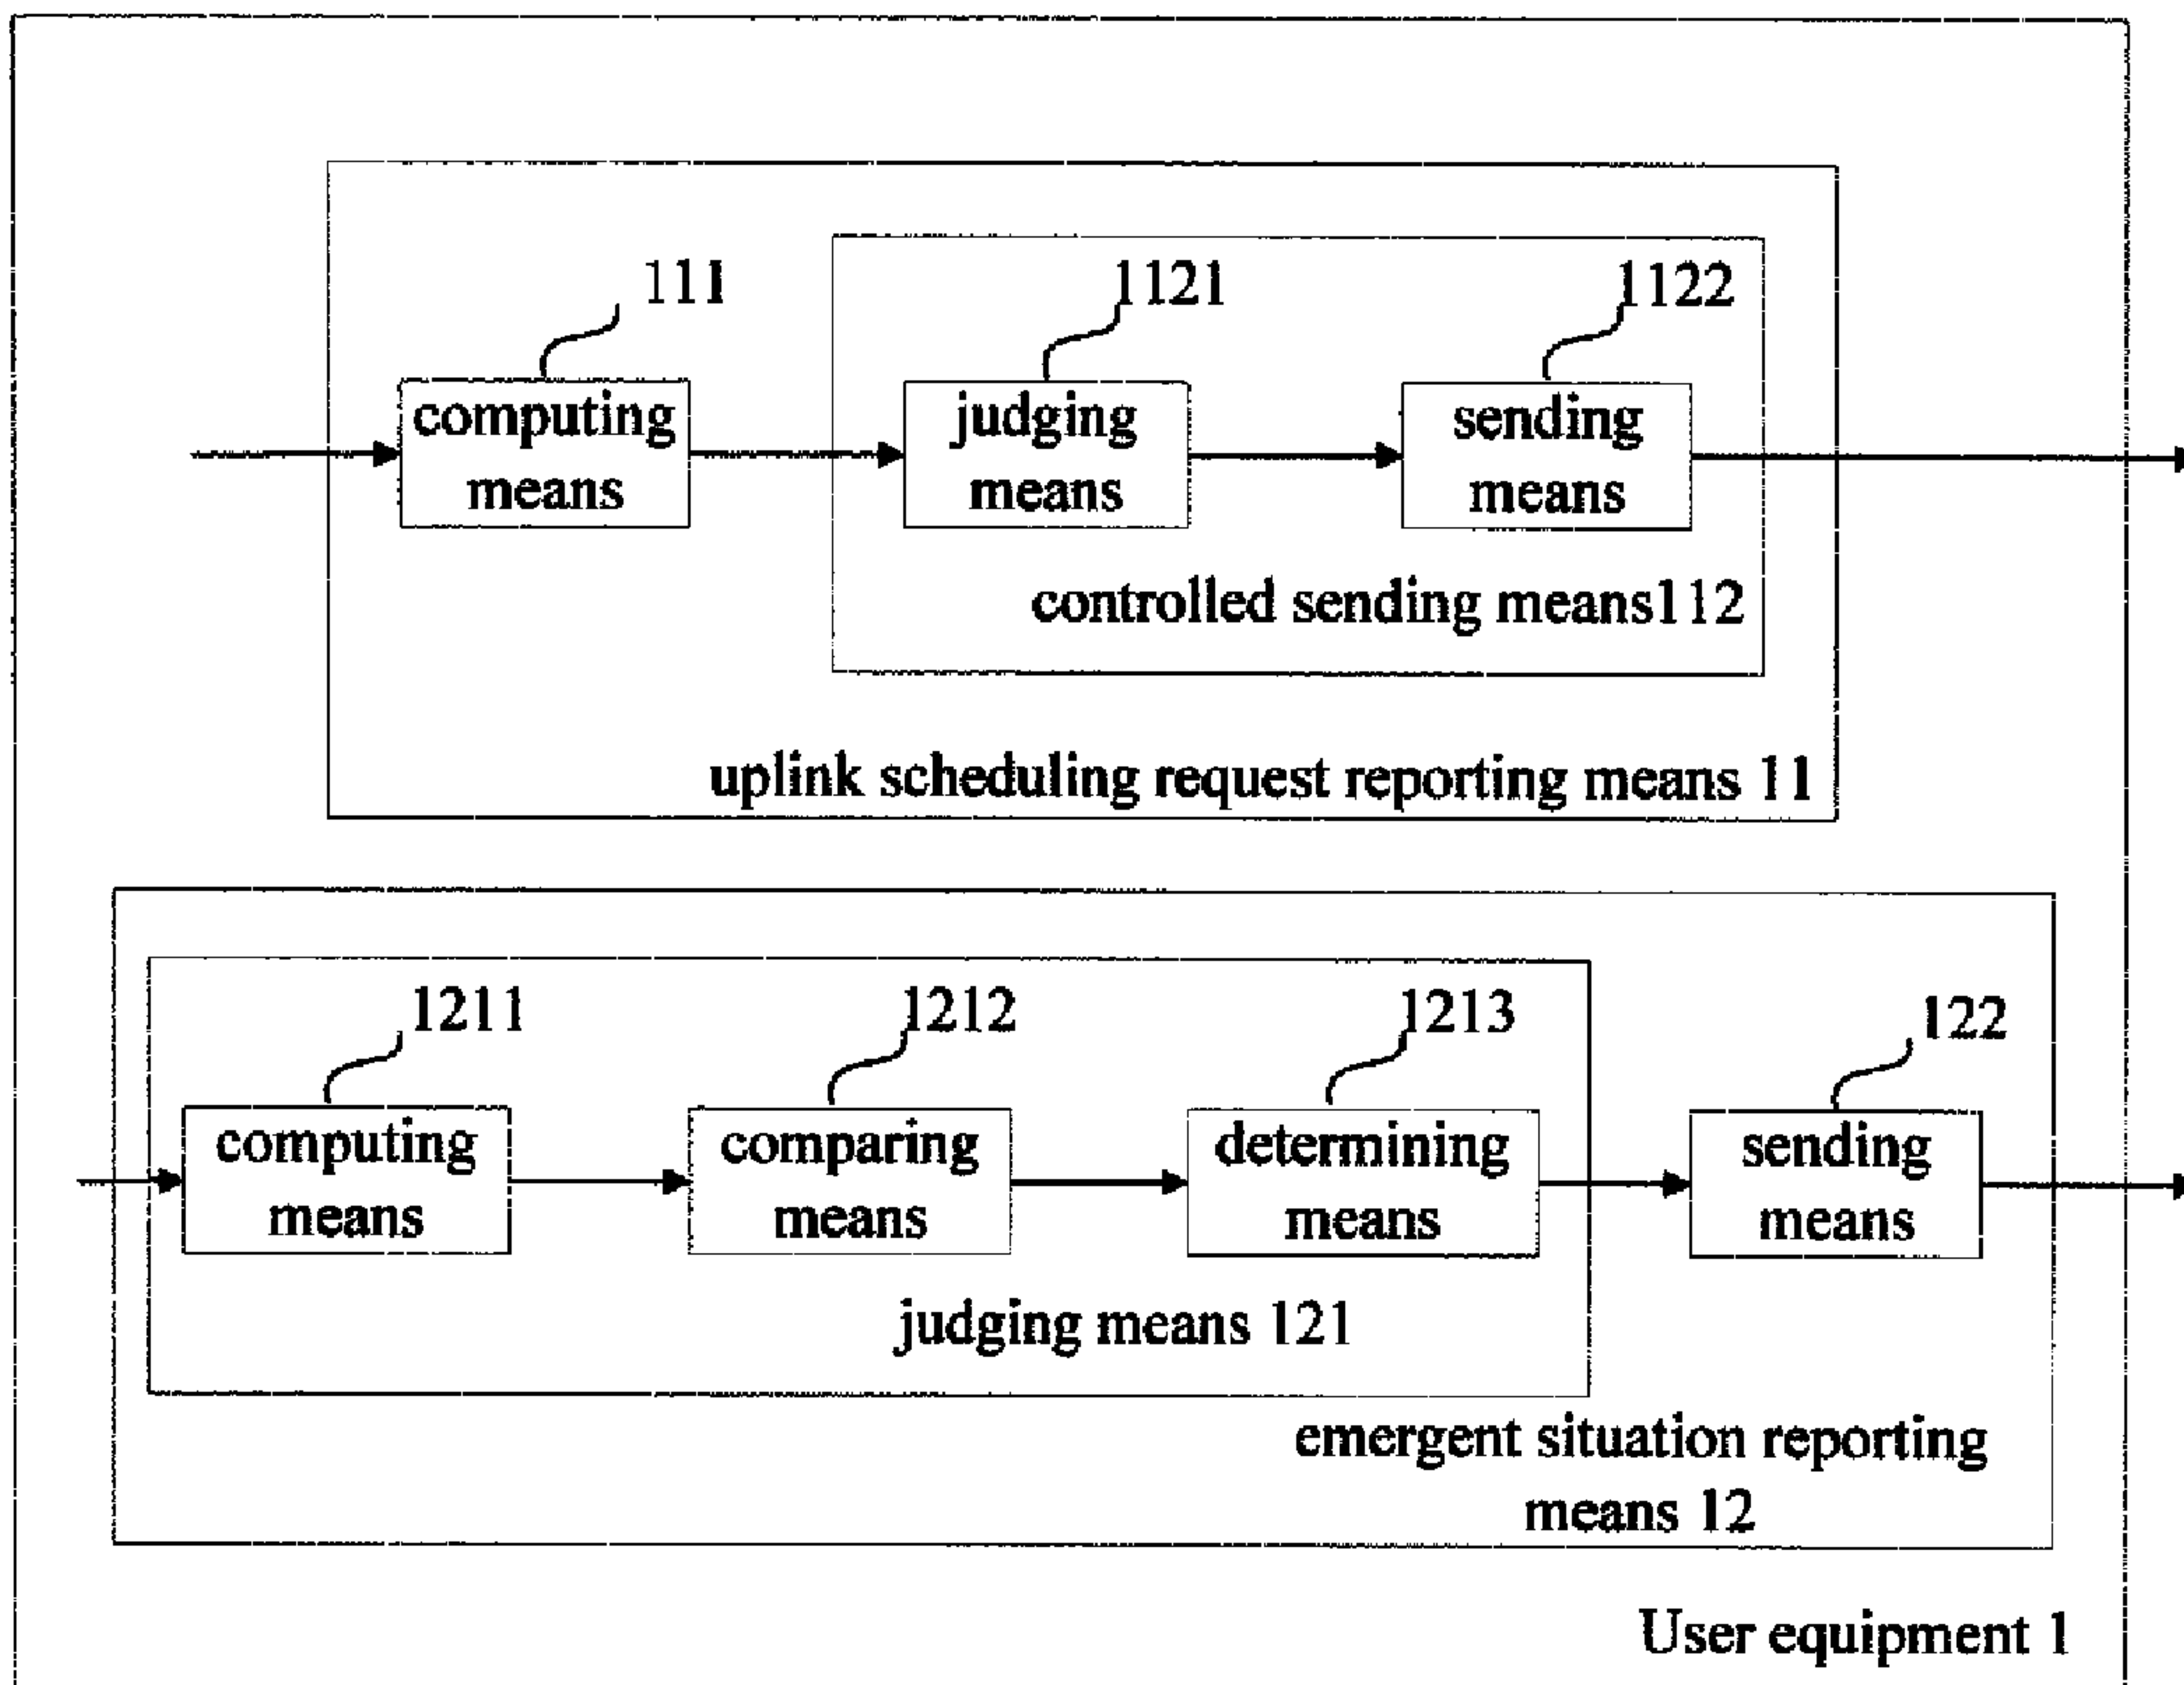 111
1121
1122
computing
means
judging
means
sending
means
controlled sending means112
uplink scheduling request reporting means 11
1211
1212
1213
122
computing
means
comparing
means
determining
means
sending
means
judging means 121
emergent situation reporting
means 12
User equipment 1